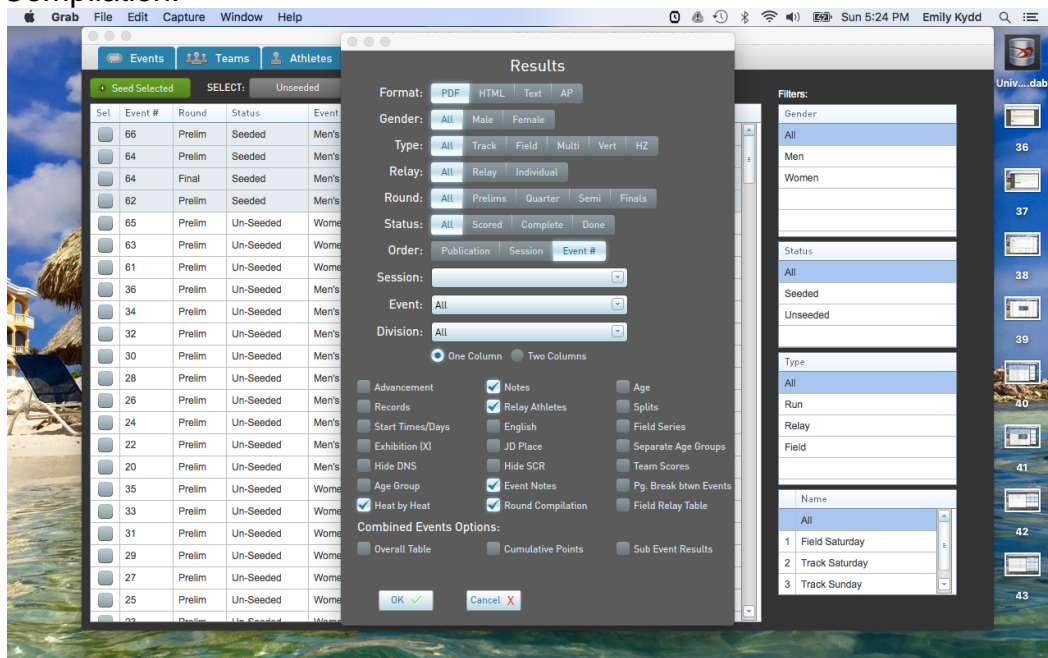 Compilation.
Grab File Edit Capture Window Help Sun 5:24 PM Emily Kydd
Events Teams Athletes
Seed Selected SELECT: Unseeded
Sel Event # Round Status Event
66 Prelim Seeded Men's
64 Prelim Seeded Men's
64 Final Seeded Men's
62 Prelim Seeded Men's
65 Prelim Un-Seeded Wome
63 Prelim Un-Seeded Wome
61 Prelim Un-Seeded Wome
36 Prelim Un-Seeded Men's
34 Prelim Un-Seeded Men's
32 Prelim Un-Seeded Men's
30 Prelim Un-Seeded Men's
28 Prelim Un-Seeded Men's
26 Prelim Un-Seeded Men's
24 Prelim Un-Seeded Men's
22 Prelim Un-Seeded Men's
20 Prelim Un-Seeded Men's
35 Prelim Un-Seeded Wome
33 Prelim Un-Seeded Wome
31 Prelim Un-Seeded Wome
29 Prelim Un-Seeded Wome
27 Prelim Un-Seeded Wome
25 Prelim Un-Seeded Wome
Results
Format: PDF HTML Text AP
Gender: All Male Female
Type: All Track Field Multi Vert HZ
Relay: All Relay Individual
Round: All Prelims Quarter Semi Finals
Status: All Scored Complete Done
Order: Publication Session Event #
Session:
Event: All
Division: All
One Column Two Columns
Advancement Notes Age
Records Relay Athletes Splits
Start Times/Days English Field Series
Exhibition (X) JD Place Separate Age Groups
Hide DNS Hide SCR Team Scores
Age Group Event Notes Pg. Break btwn Events
Heat by Heat Round Compilation Field Relay Table
Combined Events Options:
Overall Table Cumulative Points Sub Event Results
OK Cancel X
Filters:
Gender
All
Men
Women
Status
All
Seeded
Unseeded
Type
All
Run
Relay
Field
Name
All
1 Field Saturday
2 Track Saturday
3 Track Sunday
Univ....dab
36
37
38
39
40
41
42
43